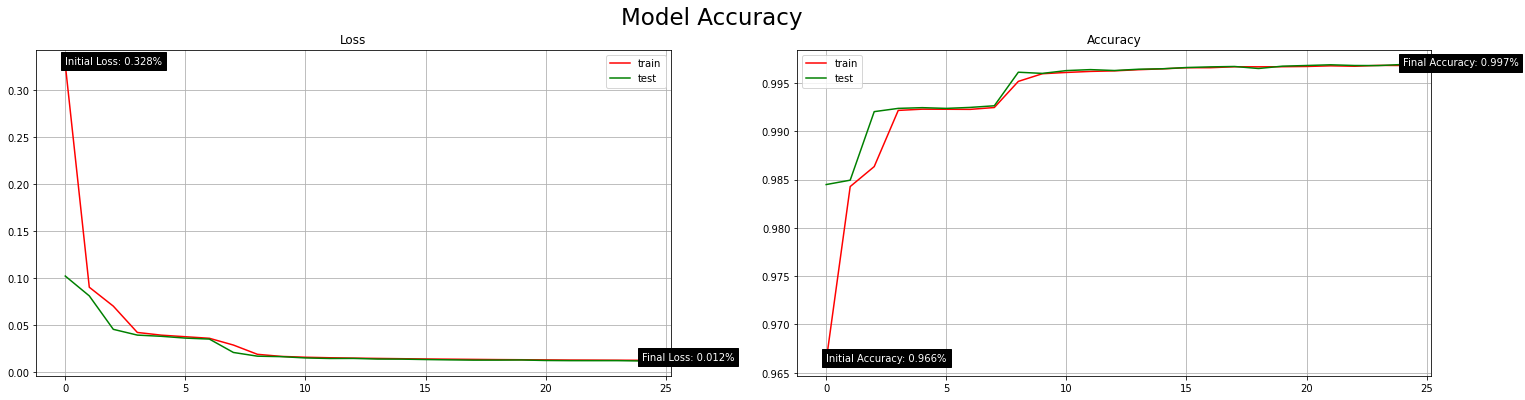 Model Accuracy
Loss
Initial Loss: 0.328%
train
test
0.30
0.25
0.20
0.15
0.10
0.05
0.00
Final Loss: 0.012%
0 5 10 15 20 25
Accuracy
train
test
Final Accuracy: 0.997%
0.995
0.990
0.985
0.980
0.975
0.970
0.965
Initial Accuracy: 0.966%
0 5 10 15 20 25